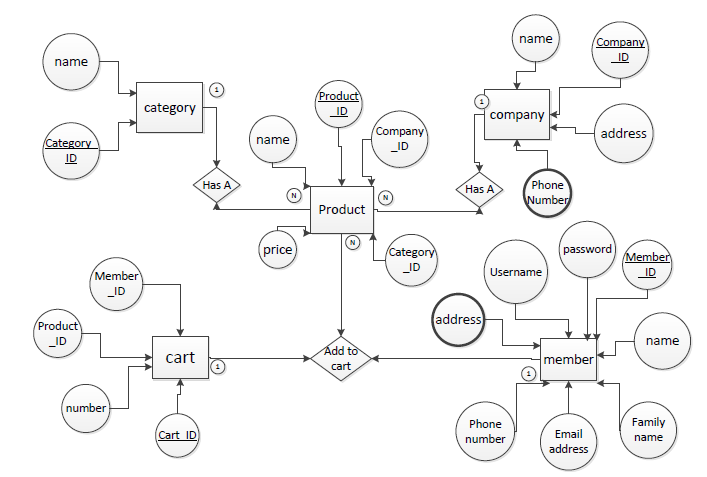 name
Company
_ID
name
1
Product
_ID
1
category
company
Category_
ID
name
Company
_ID
address
Has A
Has A
Phone
Number
N
N
Product
N
price
Category
_ID
password
Member
_ID
Username
Member
_ID
address
Product
_ID
name
Add to
cart
cart
1
member
1
number
Phone
number
Email
address
Family
name
Cart_ID